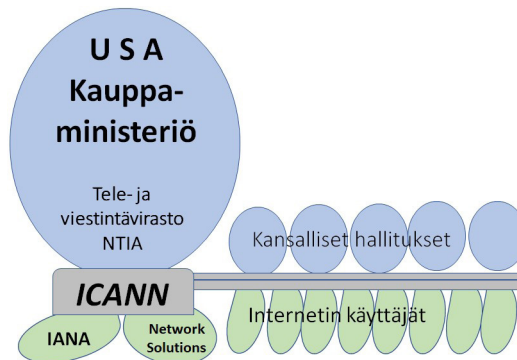 U S A
Kauppa-
ministeriö
Tele- ja
viestintävirasto
NTIA
Kansalliset hallitukset
ICANN
Internetin käyttäjät
IANA
Network
Solutions